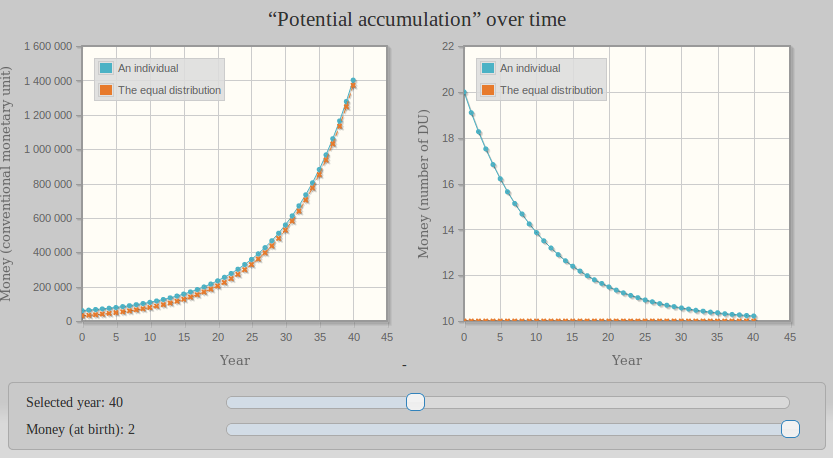 “Potential accumulation” over time
Money (conventional monetary unit)
1 600 000
1 400 000
1 200 000
1 000 000
800 000
600 000
400 000
200 000
0
An individual
The equal distribution
0 5 10 15 20 25 30 35 40 45
Year
Money (number of DU)
22
20
18
16
14
12
10
An individual
The equal distribution
0 5 10 15 20 25 30 35 40 45
Year
-
Selected year: 40
Money (at birth): 2